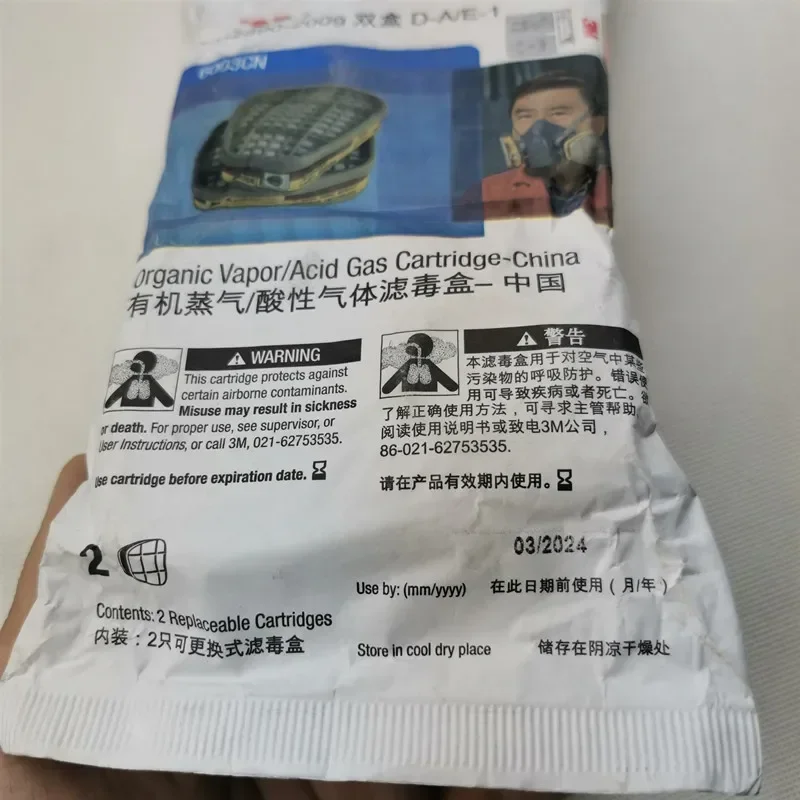 双盒 D-A/E-1
6003CN
Organic Vapor/Acid Gas Cartridge-China
有机蒸气/酸性气体滤毒盒-中国
WARNING
This cartridge protects against
certain airborne contaminants.
Misuse may result in sickness
or death. For proper use, see supervisor, or
User Instructions, or call 3M, 021-62753535.
Use cartridge before expiration date.
警告
本滤毒盒用于对空气中某
污染物的呼吸防护。错误
用可导致疾病或者死亡。
了解正确使用方法，可寻求主管帮助
阅读使用说明书或致电3M公司，
86-021-62753535.
请在产品有效期内使用。
2
03/2024
Use by: (mm/yyyy) 在此日期前使用（月/年）
Contents: 2 Replaceable Cartridges
内装：2只可更换式滤毒盒
Store in cool dry place 储存在阴凉干燥处